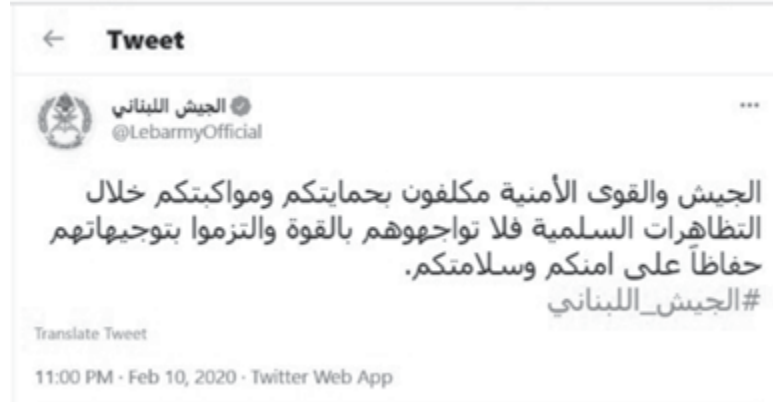 ← Tweet
الجيش اللبناني
@LebarmyOfficial
الجيش والقوى الأمنية مكلفون بحمايتكم ومواكبتكم خلال
التظاهرات السلمية فلا تواجهوهم بالقوة والتزموا بتوجيهاتهم
حفاظاً على امنكم وسلامتكم.
#الجيش_اللبناني
Translate Tweet
11:00 PM · Feb 10, 2020 · Twitter Web App